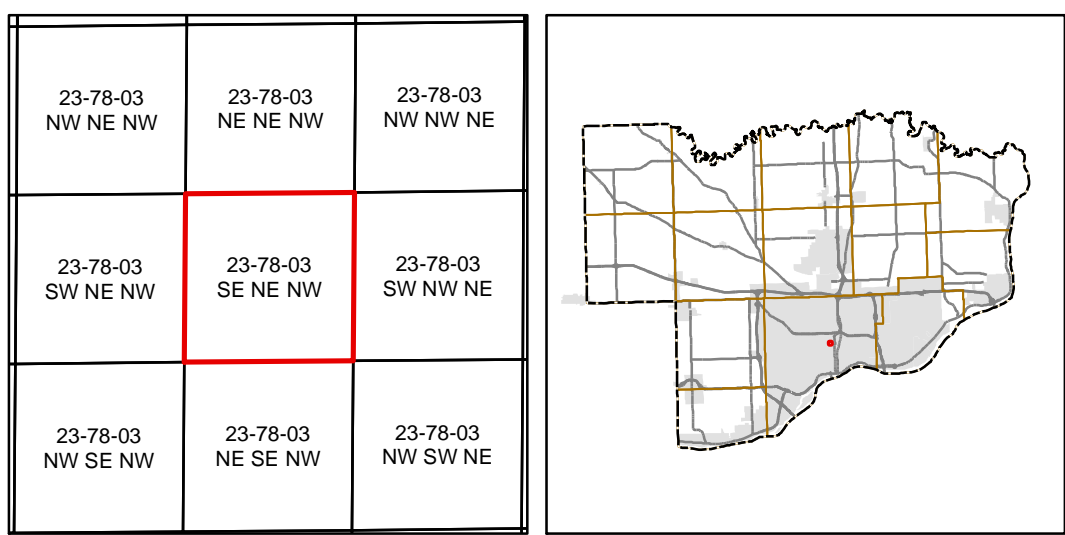 23-78-03
NW NE NW
23-78-03
NE NE NW
23-78-03
NW NW NE
23-78-03
SW NE NW
23-78-03
SE NE NW
23-78-03
SW NW NE
23-78-03
NW SE NW
23-78-03
NE SE NW
23-78-03
NW SW NE